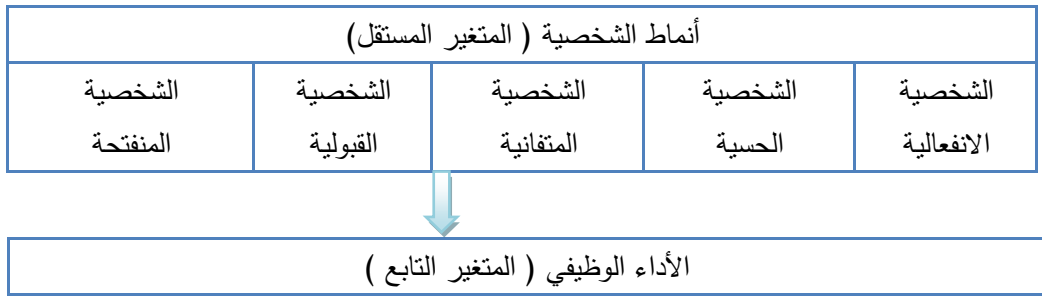 أنماط الشخصية ( المتغير المستقل)
الشخصية الانفعالية
الشخصية الحسية
الشخصية المتفانية
الشخصية القبولية
الشخصية المنفتحة
الأداء الوظيفي ( المتغير التابع )